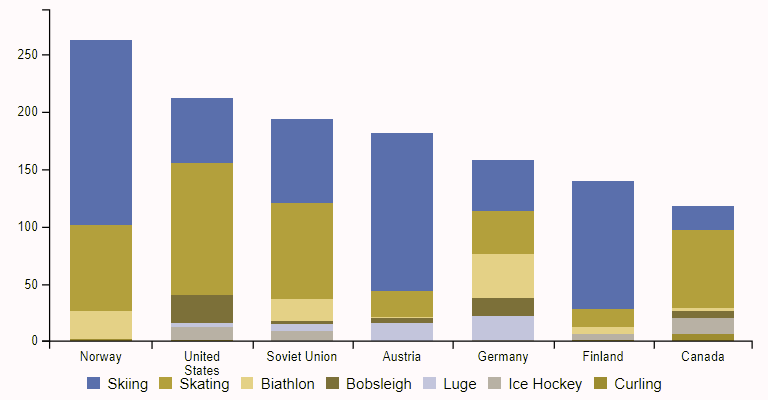 250
200
150
100
50
0
Norway
United
States
Soviet Union
Austria
Germany
Finland
Canada
Skiing Skating Biathlon Bobsleigh Luge Ice Hockey Curling